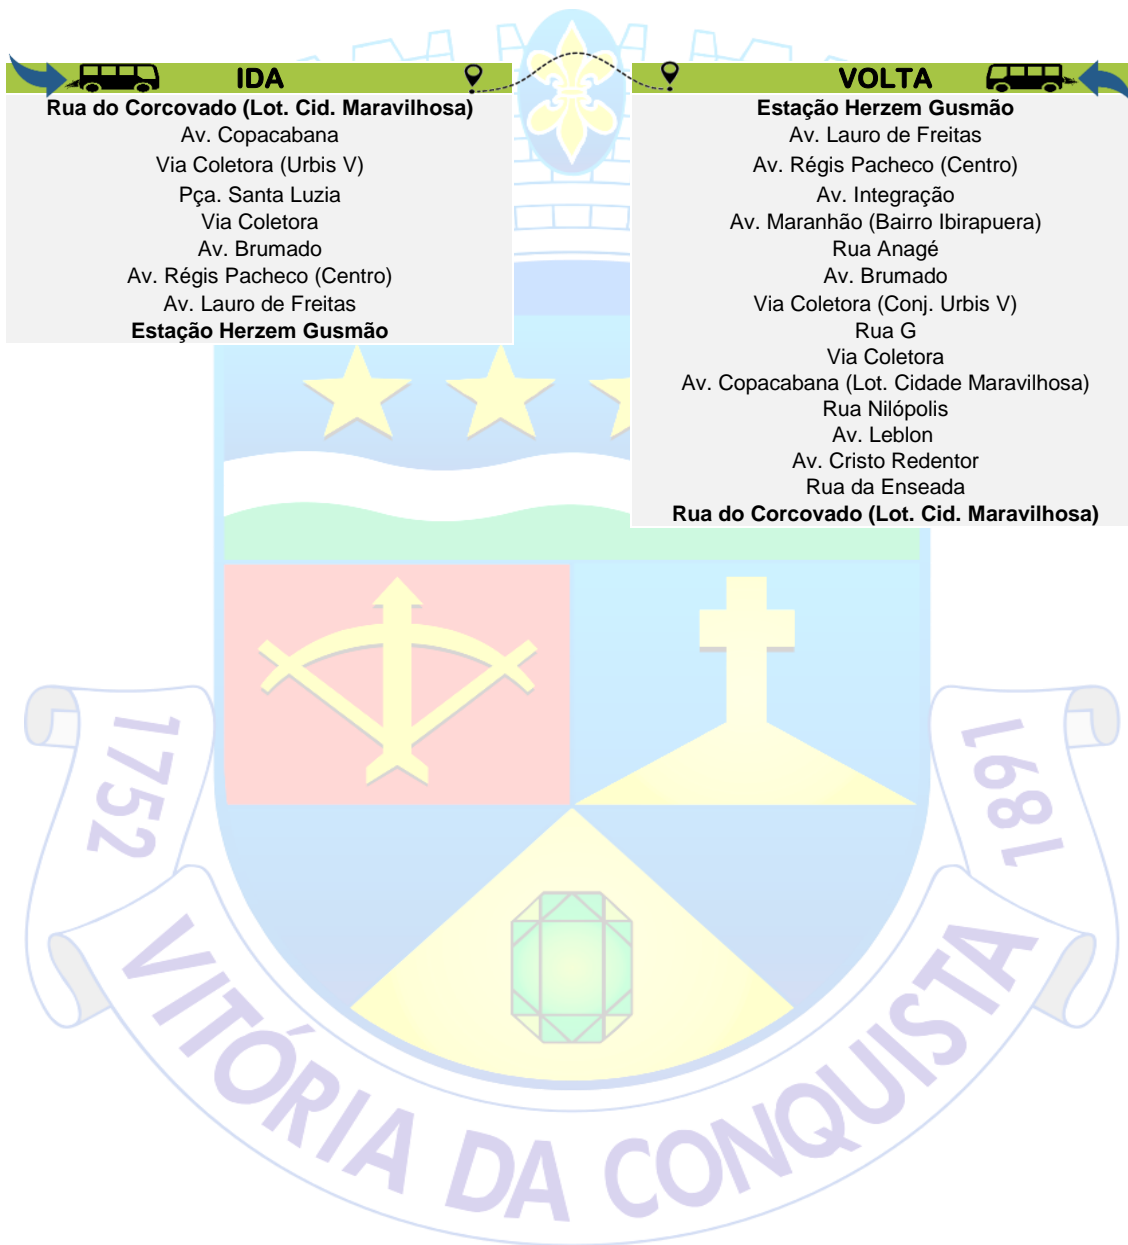 IDA
Rua do Corcovado (Lot. Cid. Maravilhosa)
Av. Copacabana
Via Coletora (Urbis V)
Pça. Santa Luzia
Via Coletora
Av. Brumado
Av. Régis Pacheco (Centro)
Av. Lauro de Freitas
Estação Herzem Gusmão
VOLTA
Estação Herzem Gusmão
Av. Lauro de Freitas
Av. Régis Pacheco (Centro)
Av. Integração
Av. Maranhão (Bairro Ibirapuera)
Rua Anagé
Av. Brumado
Via Coletora (Conj. Urbis V)
Rua G
Via Coletora
Av. Copacabana (Lot. Cidade Maravilhosa)
Rua Nilópolis
Av. Leblon
Av. Cristo Redentor
Rua da Enseada
Rua do Corcovado (Lot. Cid. Maravilhosa)
1752
VITÓRIA DA CONQUISTA
1891